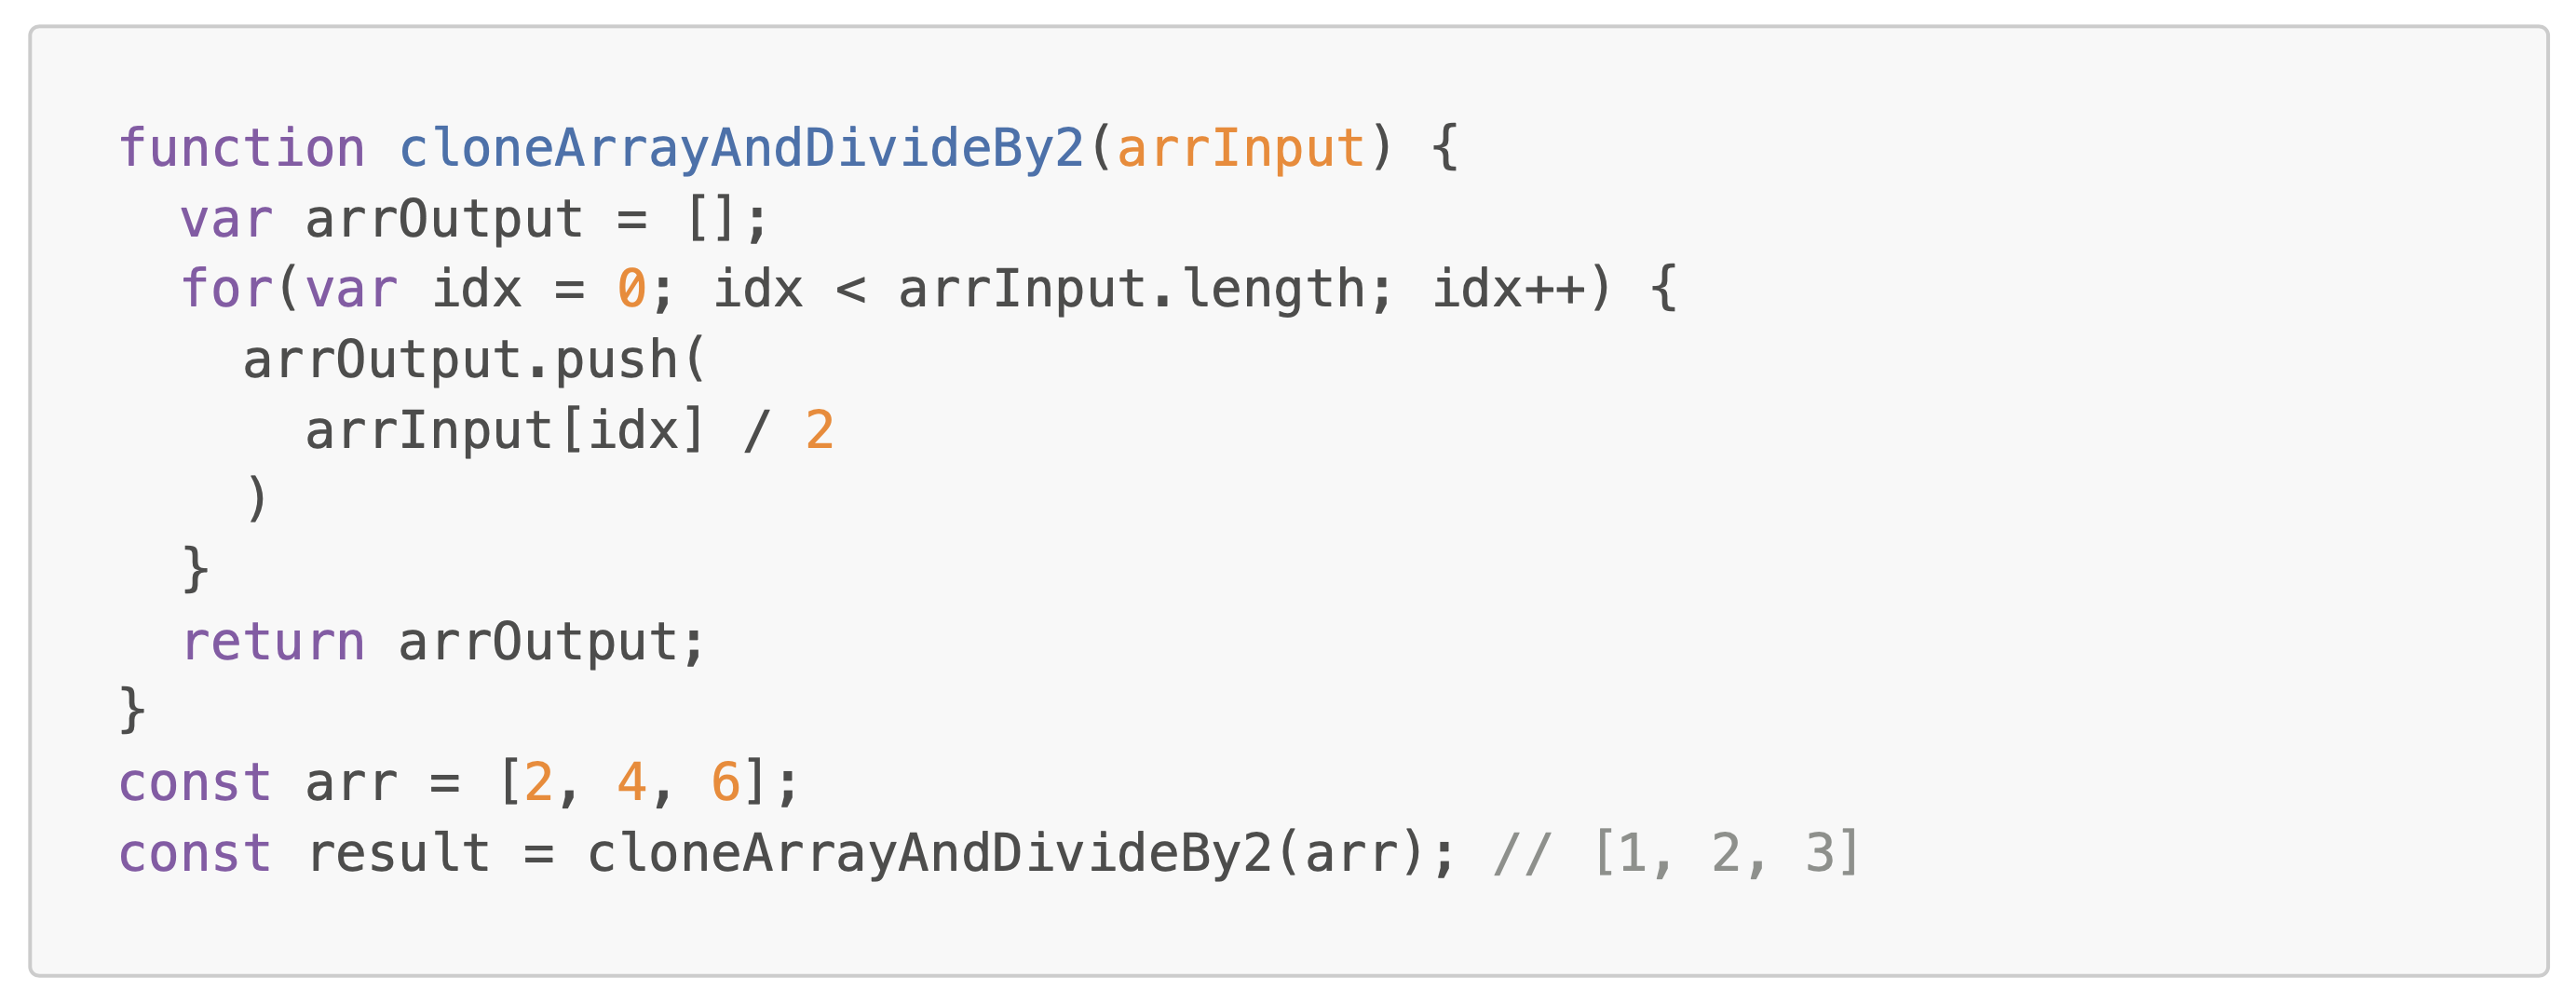 function cloneArrayAndDivideBy2(arrInput) {
  var arrOutput = [];
  for(var idx = 0; idx < arrInput.length; idx++) {
    arrOutput.push(
      arrInput[idx] / 2
    )
  }
  return arrOutput;
}
const arr = [2, 4, 6];
const result = cloneArrayAndDivideBy2(arr); // [1, 2, 3]